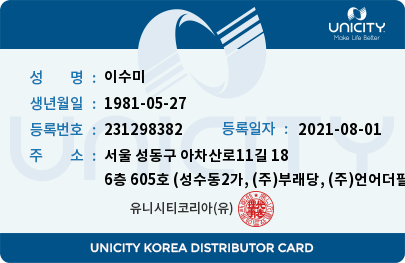 UNICITY
Make Life Better
성 명 : 이수미
생년월일 : 1981-05-27
등록번호 : 231298382 등록일자 : 2021-08-01
주 소 : 서울 성동구 아차산로11길 18
6층 605호 (성수동2가, (주)부래당, (주)언어더필
유니시티코리아(유)
UNICITY KOREA DISTRIBUTOR CARD